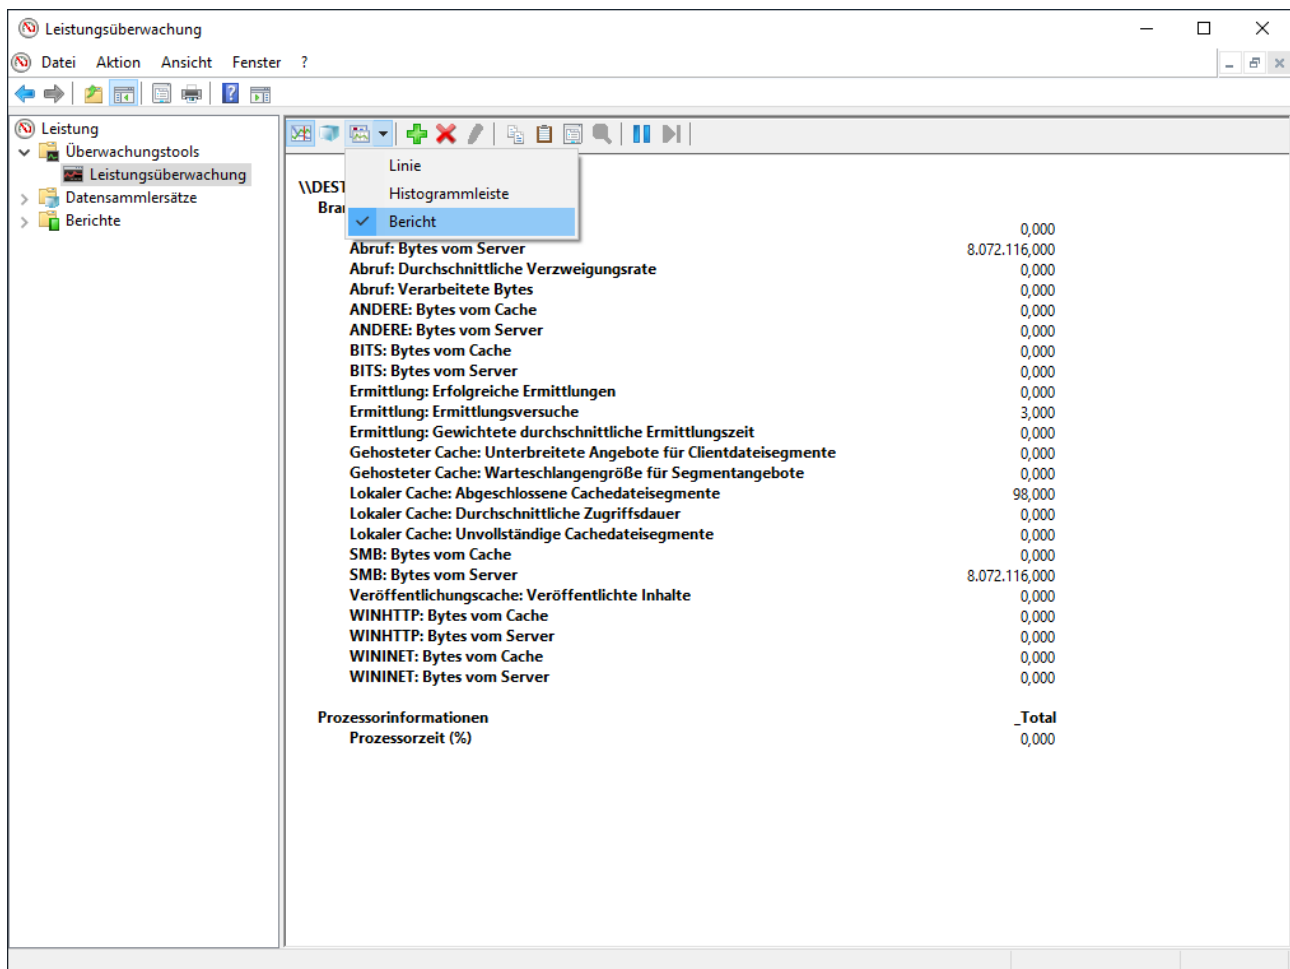 Leistungsüberwachung
Datei Aktion Ansicht Fenster ?
Leistung
Überwachungstools
Leistungsüberwachung
Datensammlersätze
Berichte
Linie
Histogrammleiste
Bericht
\\DEST
0,000
Abruf: Bytes vom Server 8.072.116,000
Abruf: Durchschnittliche Verzweigungsrate 0,000
Abruf: Verarbeitete Bytes 0,000
ANDERE: Bytes vom Cache 0,000
ANDERE: Bytes vom Server 0,000
BITS: Bytes vom Cache 0,000
BITS: Bytes vom Server 0,000
Ermittlung: Erfolgreiche Ermittlungen 0,000
Ermittlung: Ermittlungsversuche 3,000
Ermittlung: Gewichtete durchschnittliche Ermittlungszeit 0,000
Gehosteter Cache: Unterbreitete Angebote für Clientdateisegmente 0,000
Gehosteter Cache: Warteschlangengröße für Segmentangebote 0,000
Lokaler Cache: Abgeschlossene Cachedateisegmente 98,000
Lokaler Cache: Durchschnittliche Zugriffsdauer 0,000
Lokaler Cache: Unvollständige Cachedateisegmente 0,000
SMB: Bytes vom Cache 0,000
SMB: Bytes vom Server 8.072.116,000
Veröffentlichungscache: Veröffentlichte Inhalte 0,000
WINHTTP: Bytes vom Cache 0,000
WINHTTP: Bytes vom Server 0,000
WININET: Bytes vom Cache 0,000
WININET: Bytes vom Server 0,000
Prozessorinformationen _Total
Prozessorzeit (%) 0,000